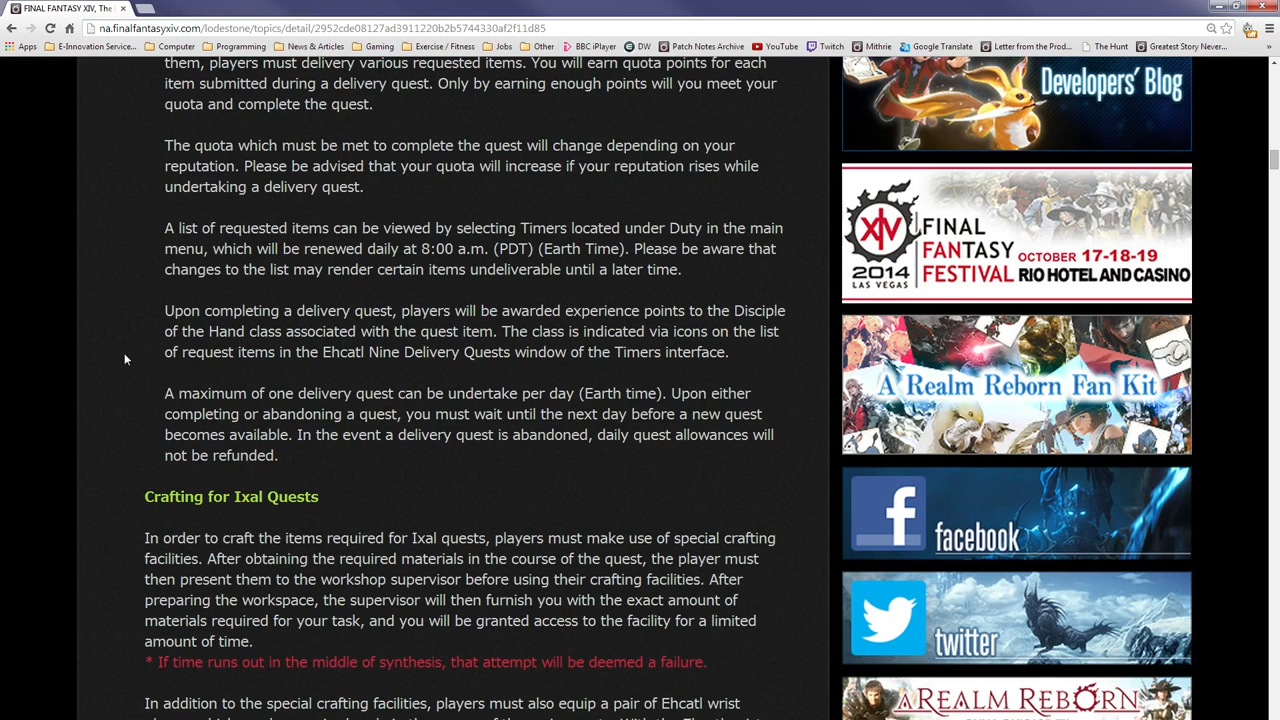 FINAL FANTASY XIV, The
na.finalfantasyxiv.com/lodestone/topics/detail/2952cde08127ad3911220b2b5744330af2f11d85
Apps E-Innovation Service... Computer Programming News & Articles Gaming Exercise / Fitness Jobs Other BBC iPlayer DW Patch Notes Archive YouTube Twitch Mithrie Google Translate Letter from the Prod... The Hunt Greatest Story Never... »
them, players must delivery various requested items. You will earn quota points for each
item submitted during a delivery quest. Only by earning enough points will you meet your
quota and complete the quest.
The quota which must be met to complete the quest will change depending on your
reputation. Please be advised that your quota will increase if your reputation rises while
undertaking a delivery quest.
A list of requested items can be viewed by selecting Timers located under Duty in the main
menu, which will be renewed daily at 8:00 a.m. (PDT) (Earth Time). Please be aware that
changes to the list may render certain items undeliverable until a later time.
Upon completing a delivery quest, players will be awarded experience points to the Disciple
of the Hand class associated with the quest item. The class is indicated via icons on the list
of request items in the Ehcatl Nine Delivery Quests window of the Timers interface.
A maximum of one delivery quest can be undertake per day (Earth time). Upon either
completing or abandoning a quest, you must wait until the next day before a new quest
becomes available. In the event a delivery quest is abandoned, daily quest allowances will
not be refunded.
Crafting for Ixal Quests
In order to craft the items required for Ixal quests, players must make use of special crafting
facilities. After obtaining the required materials in the course of the quest, the player must
then present them to the workshop supervisor before using their crafting facilities. After
preparing the workspace, the supervisor will then furnish you with the exact amount of
materials required for your task, and you will be granted access to the facility for a limited
amount of time.
* If time runs out in the middle of synthesis, that attempt will be deemed a failure.
In addition to the special crafting facilities, players must also equip a pair of Ehcatl wrist
Developers' Blog
XIV
2014
LAS VEGAS
FINAL
FANTASY
FESTIVAL
OCTOBER 17-18-19
RIO HOTEL AND CASINO
A Realm Reborn Fan Kit
facebook
twitter
A REALM REBORN